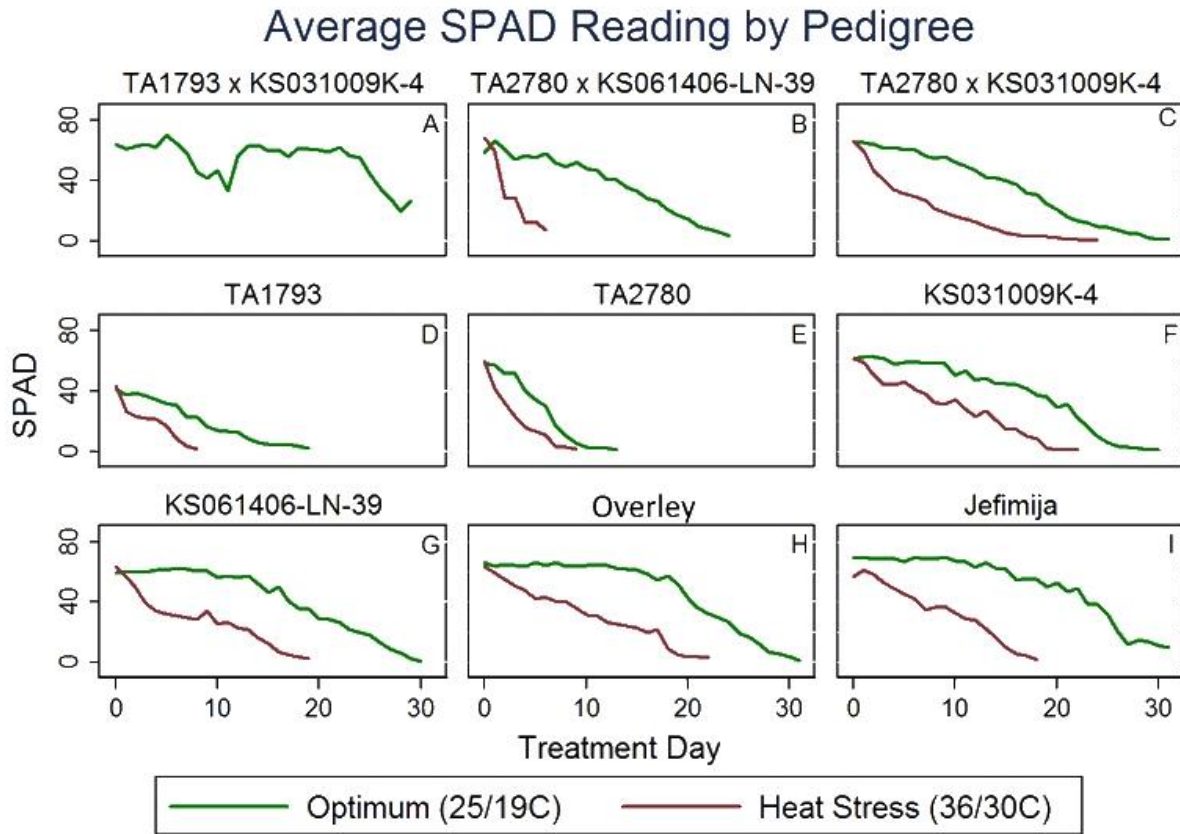 Average SPAD Reading by Pedigree
TA1793 x KS031009K-4
TA2780 x KS061406-LN-39
TA2780 x KS031009K-4
80
40
0
A
B
C
TA1793
TA2780
KS031009K-4
80
40
0
D
E
F
SPAD
KS061406-LN-39
Overley
Jefimija
80
40
0
G
H
I
0 10 20 30
0 10 20 30
0 10 20 30
Treatment Day
Optimum (25/19C)
Heat Stress (36/30C)